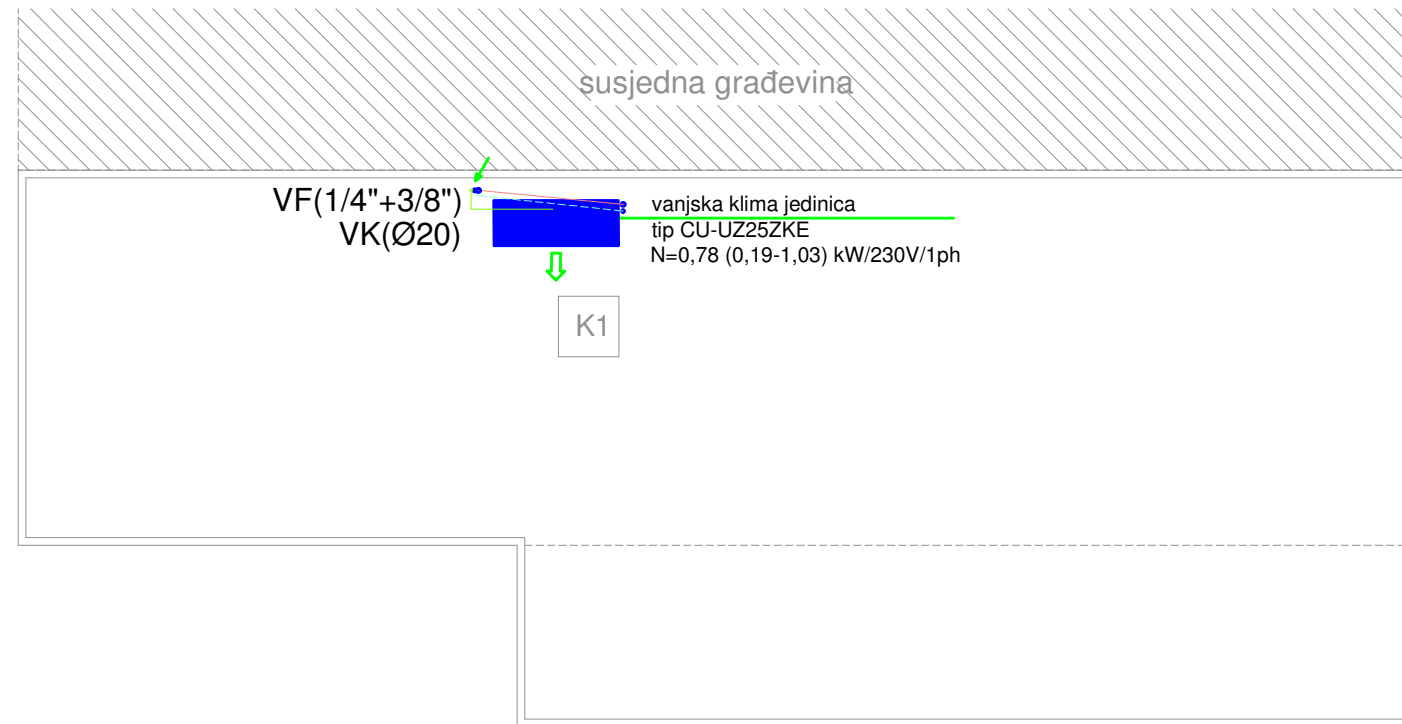 susjedna građevina
VF(1/4"+3/8")
VK(Ø20)
vanjska klima jedinica
tip CU-UZ25ZKE
N=0,78 (0,19-1,03) kW/230V/1ph
K1